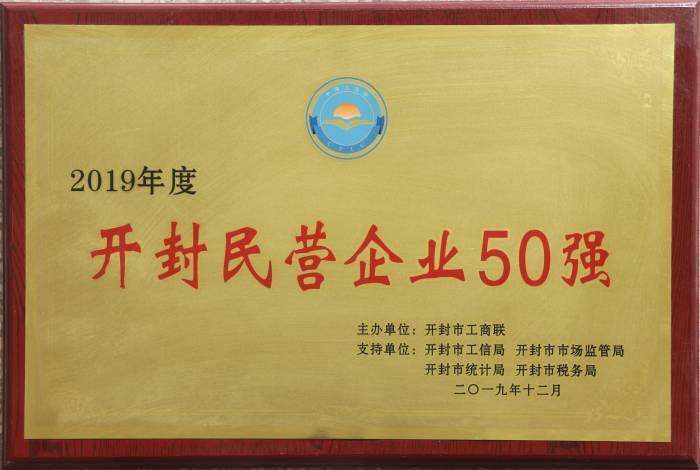 2019年度
开封民营企业50强
主办单位：开封市工商联
支持单位：开封市工信局 开封市市场监管局
开封市统计局 开封市税务局
二〇一九年十二月